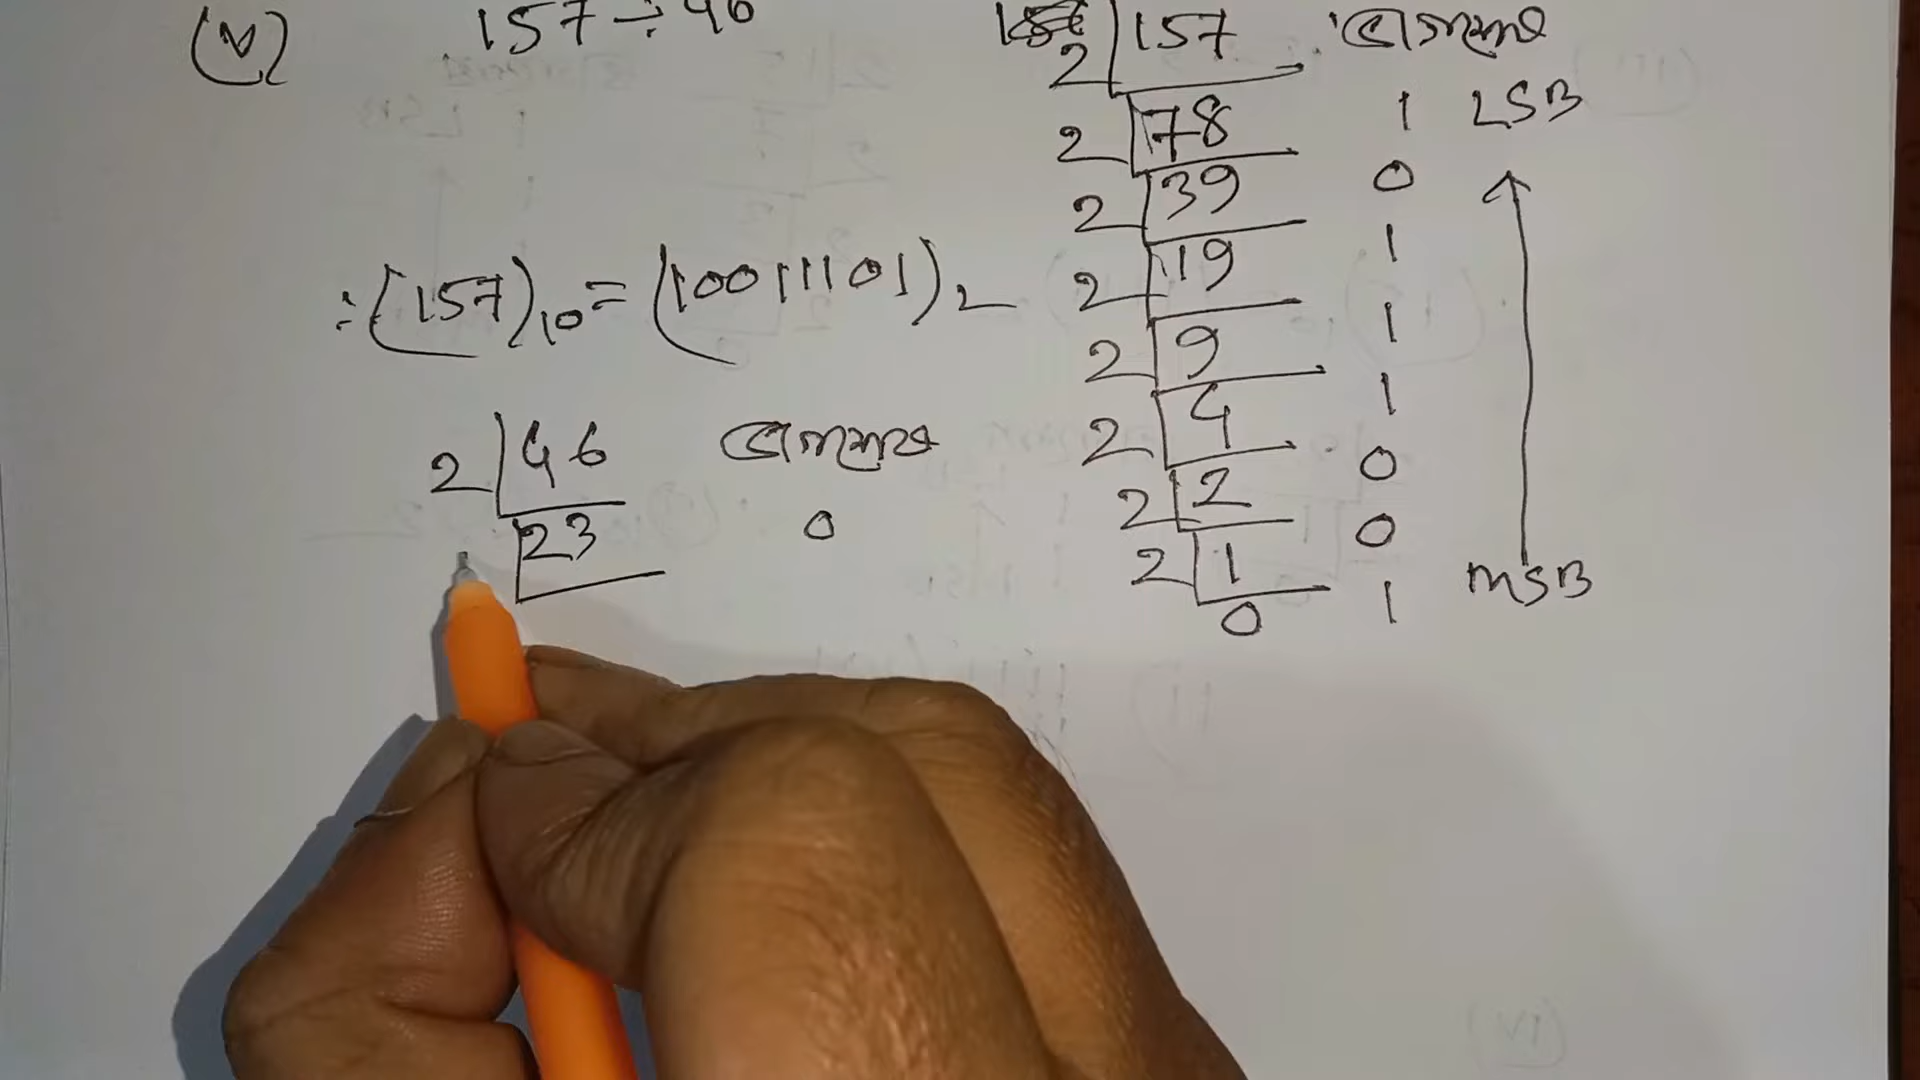 (v) 157 ÷ 46
2 157 ভাগশেষ
2 78 1 LSB
2 39 0
2 19 1
2 9 1
2 4 1
2 2 0
2 1 0
0 1 MSB
∴ (157)10 = (10011101)2
2 46 ভাগশেষ
23 0